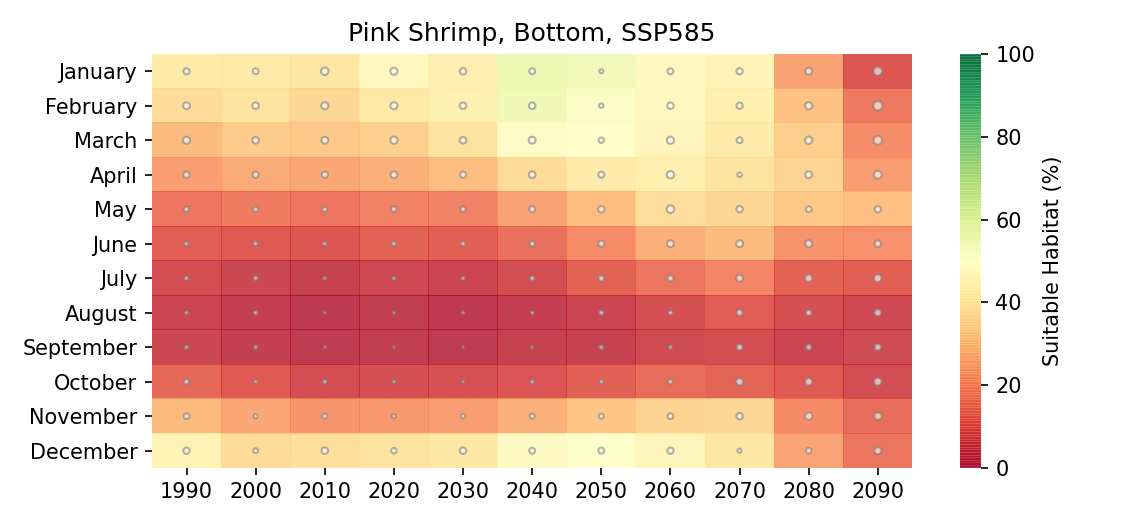 Pink Shrimp, Bottom, SSP585
January
February
March
April
May
June
July
August
September
October
November
December
1990 2000 2010 2020 2030 2040 2050 2060 2070 2080 2090
100
80
60
40
20
0
Suitable Habitat (%)